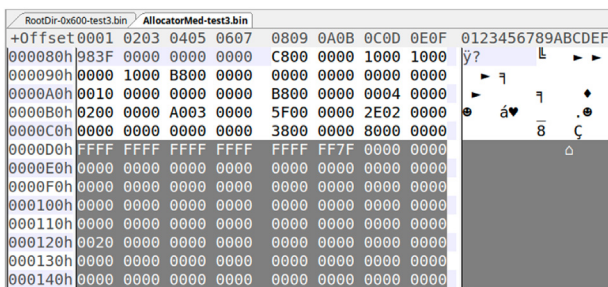 RootDir-0x600-test3.bin AllocatorMed-test3.bin
+Offset 0001 0203 0405 0607 0809 0A0B 0C0D 0E0F 0123456789ABCDEF
000080h 983F 0000 0000 0000 C800 0000 1000 1000 ÿ? ╚ ► ►
000090h 0000 1000 B800 0000 0000 0000 0000 0000 ► ╕
0000A0h 0010 0000 0000 0000 B800 0000 0004 0000 ► ╕ ♦
0000B0h 0200 0000 A003 0000 5F00 0000 2E02 0000 ☻ á♥ _ .☻
0000C0h 0000 0000 0000 0000 3800 0000 8000 0000 8 Ç
0000D0h FFFF FFFF FFFF FFFF FFFF FF7F 0000 0000 ⌂
0000E0h 0000 0000 0000 0000 0000 0000 0000 0000
0000F0h 0000 0000 0000 0000 0000 0000 0000 0000
000100h 0000 0000 0000 0000 0000 0000 0000 0000
000110h 0000 0000 0000 0000 0000 0000 0000 0000
000120h 0020 0000 0000 0000 0000 0000 0000 0000
000130h 0000 0000 0000 0000 0000 0000 0000 0000
000140h 0000 0000 0000 0000 0000 0000 0000 0000